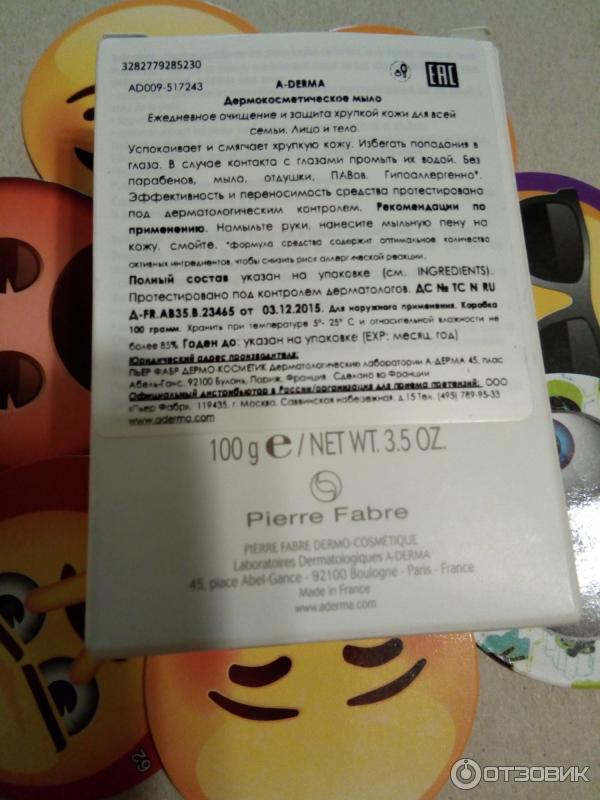 3282779285230
AD009-517243
EAC
A-DERMA
Дермокосметическое мыло
Ежедневное очищение и защита хрупкой кожи для всей
семьи. Лицо и тело.
Успокаивает и смягчает хрупкую кожу. Избегать попадания в
глаза. В случае контакта с глазами промыть их водой. Без
парабенов, мыла, отдушки, ПАВов. Гипоаллергенно*.
Эффективность и переносимость средства протестировано
под дерматологическим контролем. Рекомендации по
применению. Намыльте руки, нанесите мыльную пену на
кожу, смойте. *формула средства содержит оптимальное количество
активных ингредиентов, чтобы снизить риск аллергической реакции.
Полный состав указан на упаковке (см. INGREDIENTS).
Протестировано под контролем дерматологов. ДС № ТС N RU
Д-FR.АВ35.В.23465 от 03.12.2015. Для наружного применения. Коробка
100 грамм. Хранить при температуре 5°- 25° С и относительной влажности не
более 85%. Годен до: указан на упаковке (EXP: месяц, год)
Юридический адрес производителя:
ПЬЕР ФАБР ДЕРМО-КОСМЕТИК Дерматологические лаборатории А-ДЕРМА 45, плас
Абель-Ганс, 92100 Булонь, Париж, Франция. Сделано во Франции
Официальный дистрибьютор в России/организация для приема претензий: ООО
«Пьер Фабр», 119435, г. Москва, Саввинская набережная, д.15 Тел. (495) 789-95-33
www.aderma.com
100 g e / NET WT. 3.5 OZ.
Pierre Fabre
PIERRE FABRE DERMO-COSMÉTIQUE
Laboratoires Dermatologiques A-DERMA
45, place Abel-Gance - 92100 Boulogne - Paris - France
Made in France
www.aderma.com
62
ОТЗОВИК